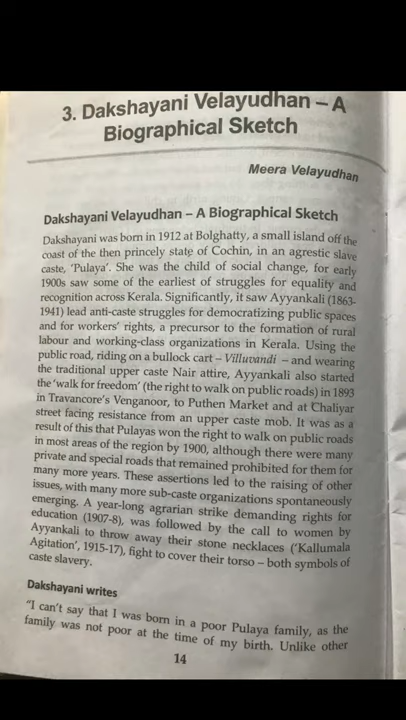 3. Dakshayani Velayudhan – A
Biographical Sketch
Meera Velayudhan
Dakshayani Velayudhan – A Biographical Sketch
Dakshayani was born in 1912 at Bolghatty, a small island off the
coast of the then princely state of Cochin, in an agrestic slave
caste, 'Pulaya'. She was the child of social change, for early
1900s saw some of the earliest of struggles for equality and
recognition across Kerala. Significantly, it saw Ayyankali (1863-
1941) lead anti-caste struggles for democratizing public spaces
and for workers' rights, a precursor to the formation of rural
labour and working-class organizations in Kerala. Using the
public road, riding on a bullock cart – Villuvandi – and wearing
the traditional upper caste Nair attire, Ayyankali also started
the 'walk for freedom' (the right to walk on public roads) in 1893
in Travancore's Venganoor, to Puthen Market and at Chaliyar
street facing resistance from an upper caste mob. It was as a
result of this that Pulayas won the right to walk on public roads
in most areas of the region by 1900, although there were many
private and special roads that remained prohibited for them for
many more years. These assertions led to the raising of other
issues, with many more sub-caste organizations spontaneously
emerging. A year-long agrarian strike demanding rights for
education (1907-8), was followed by the call to women by
Ayyankali to throw away their stone necklaces ('Kallumala
Agitation', 1915-17), fight to cover their torso – both symbols of
caste slavery.
Dakshayani writes
"I can't say that I was born in a poor Pulaya family, as the
family was not poor at the time of my birth. Unlike other
14